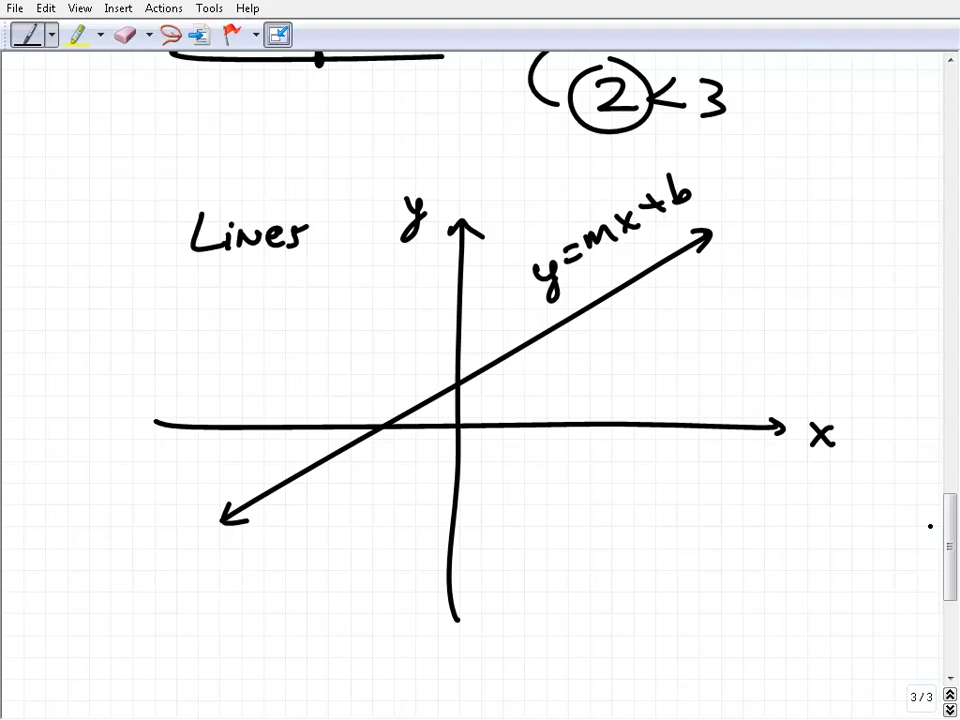 File Edit View Insert Actions Tools Help
2 < 3
Lines
y
y=mx+b
x
3 / 3